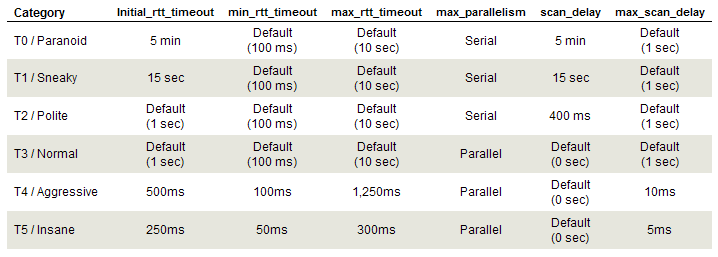 Category Initial_rtt_timeout min_rtt_timeout max_rtt_timeout max_parallelism scan_delay max_scan_delay
T0 / Paranoid 5 min Default (100 ms) Default (10 sec) Serial 5 min Default (1 sec)
T1 / Sneaky 15 sec Default (100 ms) Default (10 sec) Serial 15 sec Default (1 sec)
T2 / Polite Default (1 sec) Default (100 ms) Default (10 sec) Serial 400 ms Default (1 sec)
T3 / Normal Default (1 sec) Default (100 ms) Default (10 sec) Parallel Default (0 sec) Default (1 sec)
T4 / Aggressive 500ms 100ms 1,250ms Parallel Default (0 sec) 10ms
T5 / Insane 250ms 50ms 300ms Parallel Default (0 sec) 5ms